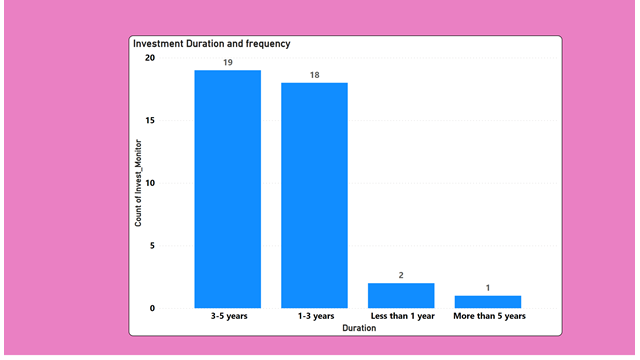 Investment Duration and frequency
20
19
18
15
Count of Invest_Monitor
10
5
2
1
0
3-5 years 1-3 years Less than 1 year More than 5 years
Duration